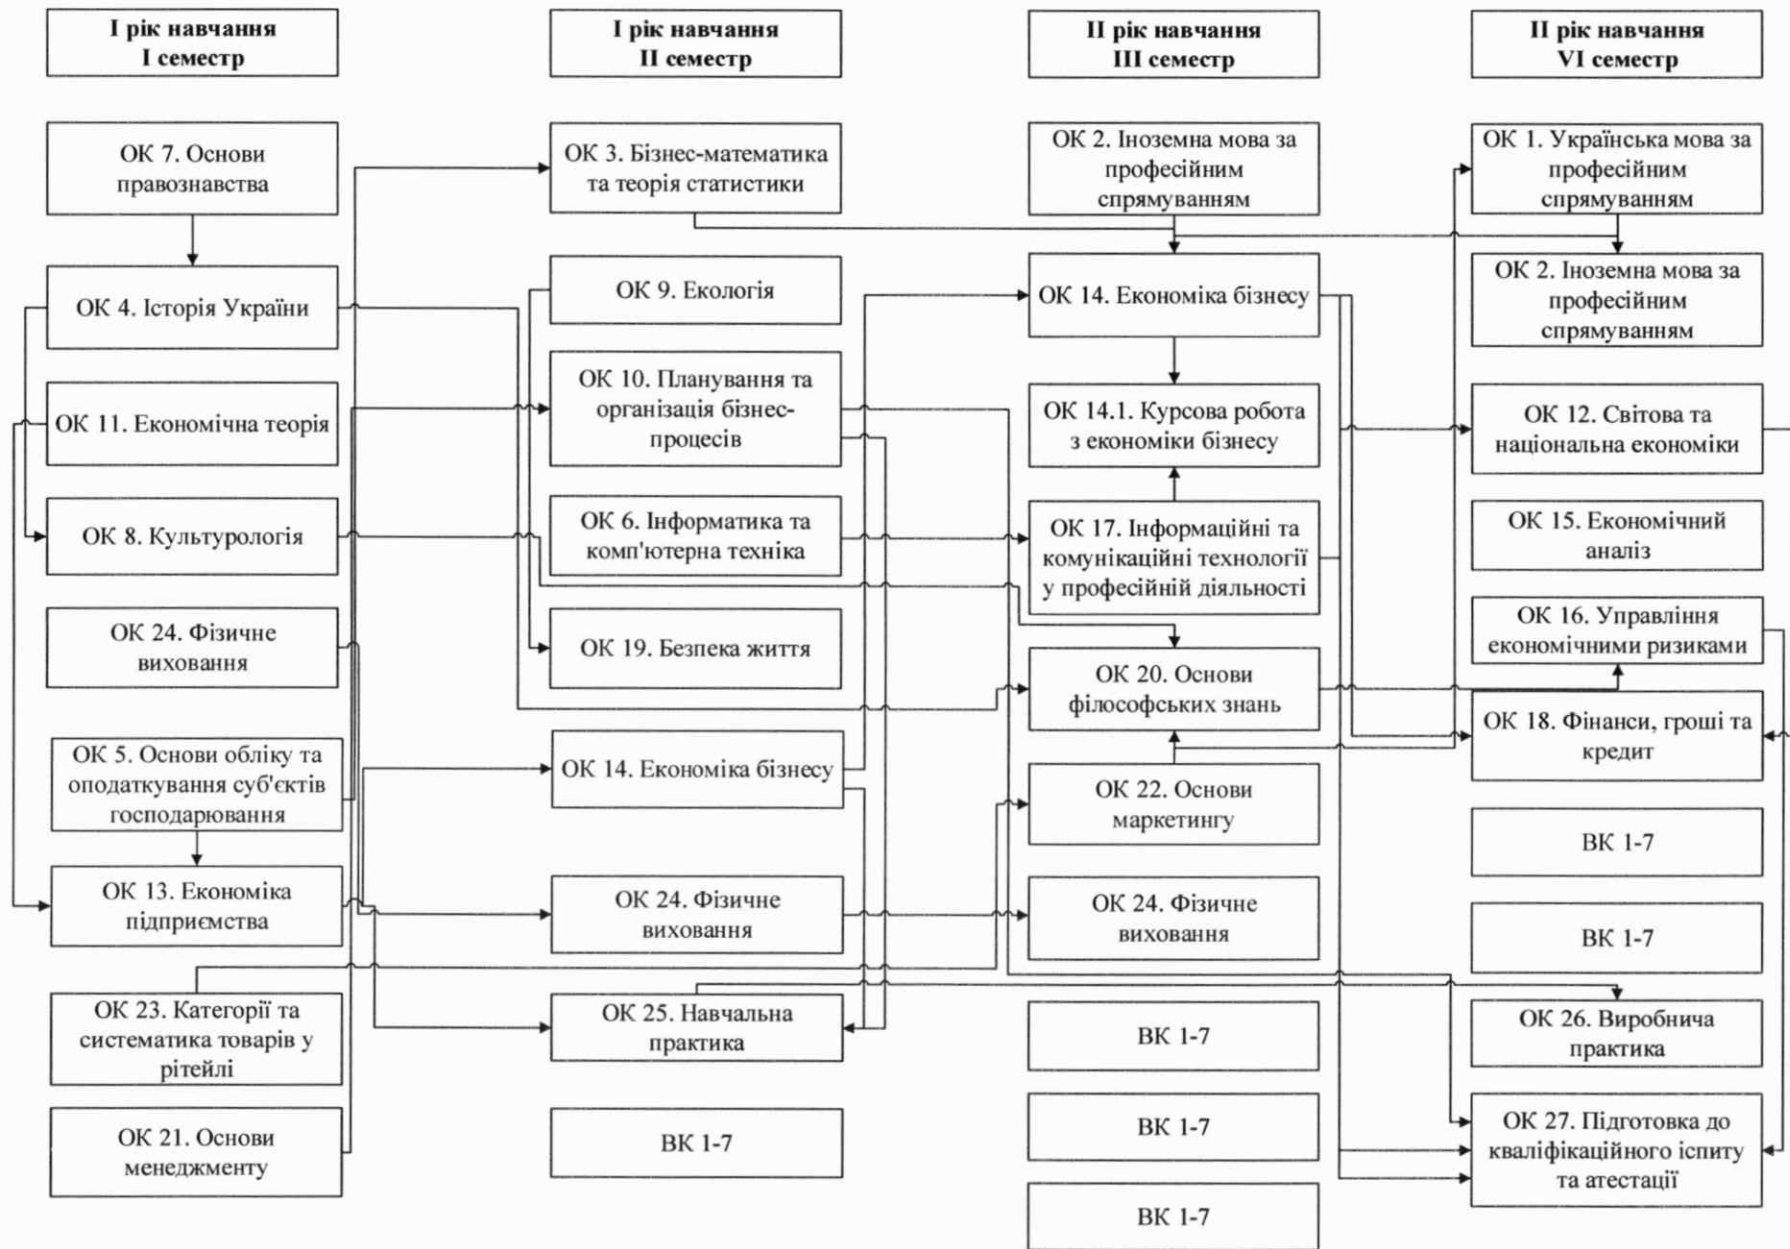 I рік навчання
I семестр
I рік навчання
II семестр
II рік навчання
III семестр
II рік навчання
VI семестр
ОК 7. Основи
правознавства
ОК 4. Історія України
ОК 11. Економічна теорія
ОК 8. Культурологія
ОК 24. Фізичне
виховання
ОК 5. Основи обліку та
оподаткування суб'єктів
господарювання
ОК 13. Економіка
підприємства
ОК 23. Категорії та
систематика товарів у
рітейлі
ОК 21. Основи
менеджменту
ОК 3. Бізнес-математика
та теорія статистики
ОК 9. Екологія
ОК 10. Планування та
організація бізнес-
процесів
ОК 6. Інформатика та
комп'ютерна техніка
ОК 19. Безпека життя
ОК 14. Економіка бізнесу
ОК 24. Фізичне
виховання
ОК 25. Навчальна
практика
ВК 1-7
ОК 2. Іноземна мова за
професійним
спрямуванням
ОК 14. Економіка бізнесу
ОК 14.1. Курсова робота
з економіки бізнесу
ОК 17. Інформаційні та
комунікаційні технології
у професійній діяльності
ОК 20. Основи
філософських знань
ОК 22. Основи
маркетингу
ОК 24. Фізичне
виховання
ВК 1-7
ВК 1-7
ВК 1-7
ОК 1. Українська мова за
професійним
спрямуванням
ОК 2. Іноземна мова за
професійним
спрямуванням
ОК 12. Світова та
національна економіки
ОК 15. Економічний
аналіз
ОК 16. Управління
економічними ризиками
ОК 18. Фінанси, гроші та
кредит
ВК 1-7
ВК 1-7
ОК 26. Виробнича
практика
ОК 27. Підготовка до
кваліфікаційного іспиту
та атестації